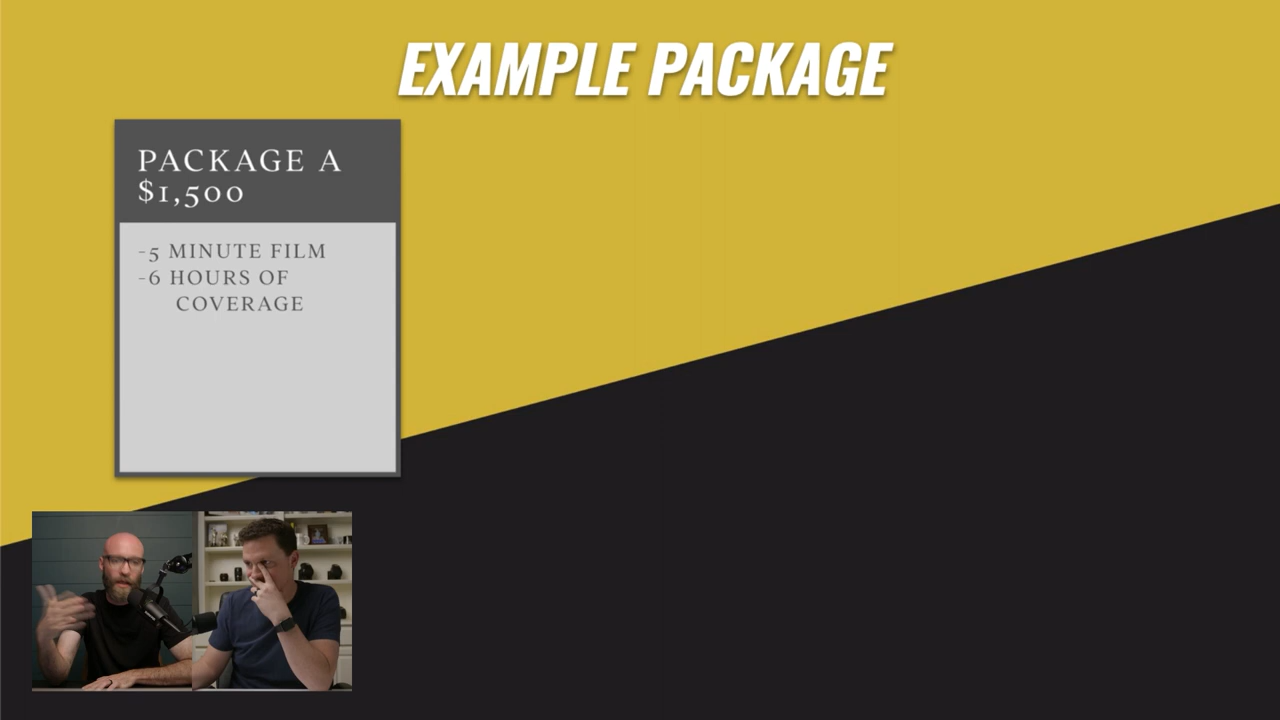 EXAMPLE PACKAGE
PACKAGE A
$1,500
-5 MINUTE FILM
-6 HOURS OF
COVERAGE